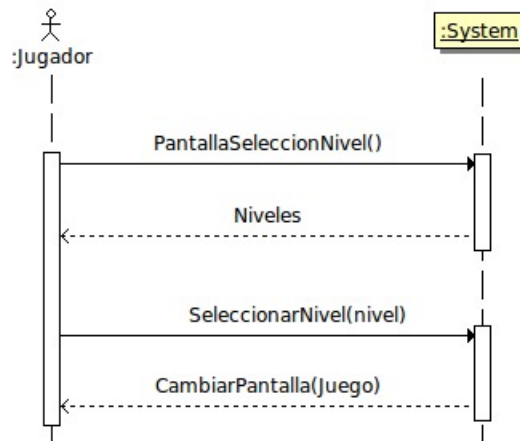 :Jugador
:System
PantallaSeleccionNivel()
Niveles
SeleccionarNivel(nivel)
CambiarPantalla(Juego)